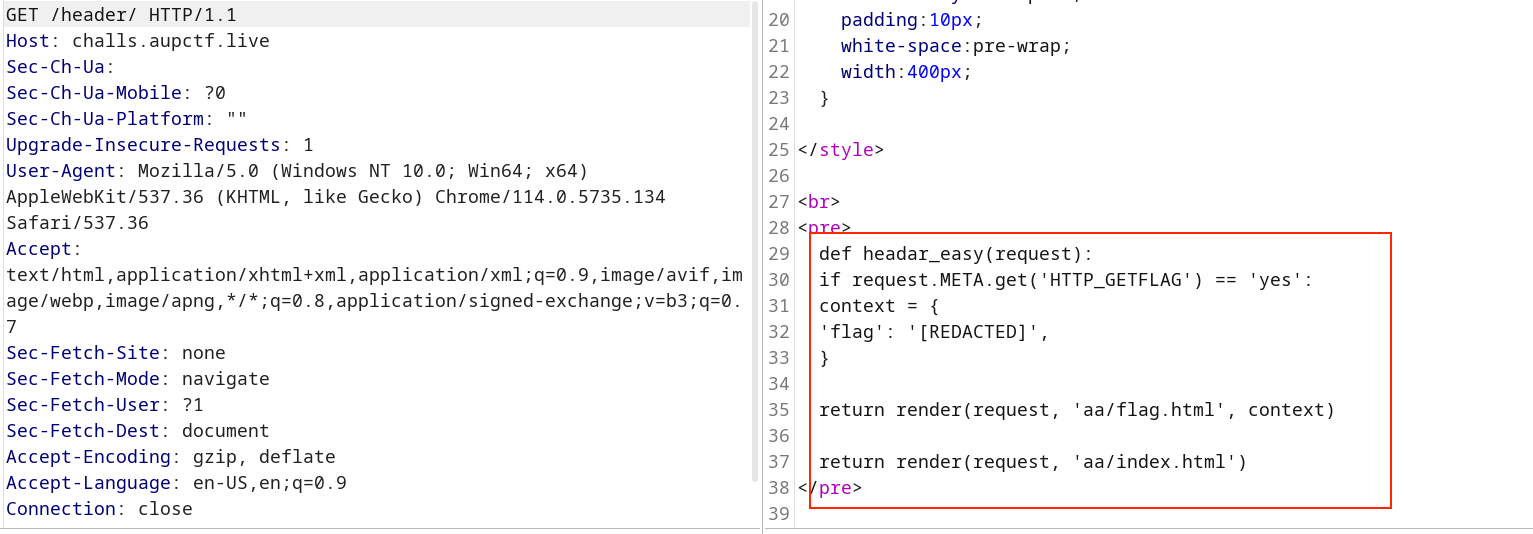 GET /header/ HTTP/1.1
Host: challs.aupctf.live
Sec-Ch-Ua:
Sec-Ch-Ua-Mobile: ?0
Sec-Ch-Ua-Platform: ""
Upgrade-Insecure-Requests: 1
User-Agent: Mozilla/5.0 (Windows NT 10.0; Win64; x64)
AppleWebKit/537.36 (KHTML, like Gecko) Chrome/114.0.5735.134
Safari/537.36
Accept:
text/html,application/xhtml+xml,application/xml;q=0.9,image/avif,im
age/webp,image/apng,*/*;q=0.8,application/signed-exchange;v=b3;q=0.
7
Sec-Fetch-Site: none
Sec-Fetch-Mode: navigate
Sec-Fetch-User: ?1
Sec-Fetch-Dest: document
Accept-Encoding: gzip, deflate
Accept-Language: en-US,en;q=0.9
Connection: close
20 padding:10px;
21 white-space:pre-wrap;
22 width:400px;
23 }
24
25 </style>
26
27 <br>
28 <pre>
29 def headar_easy(request):
30 if request.META.get('HTTP_GETFLAG') == 'yes':
31 context = {
32 'flag': '[REDACTED]',
33 }
34
35 return render(request, 'aa/flag.html', context)
36
37 return render(request, 'aa/index.html')
38 </pre>
39